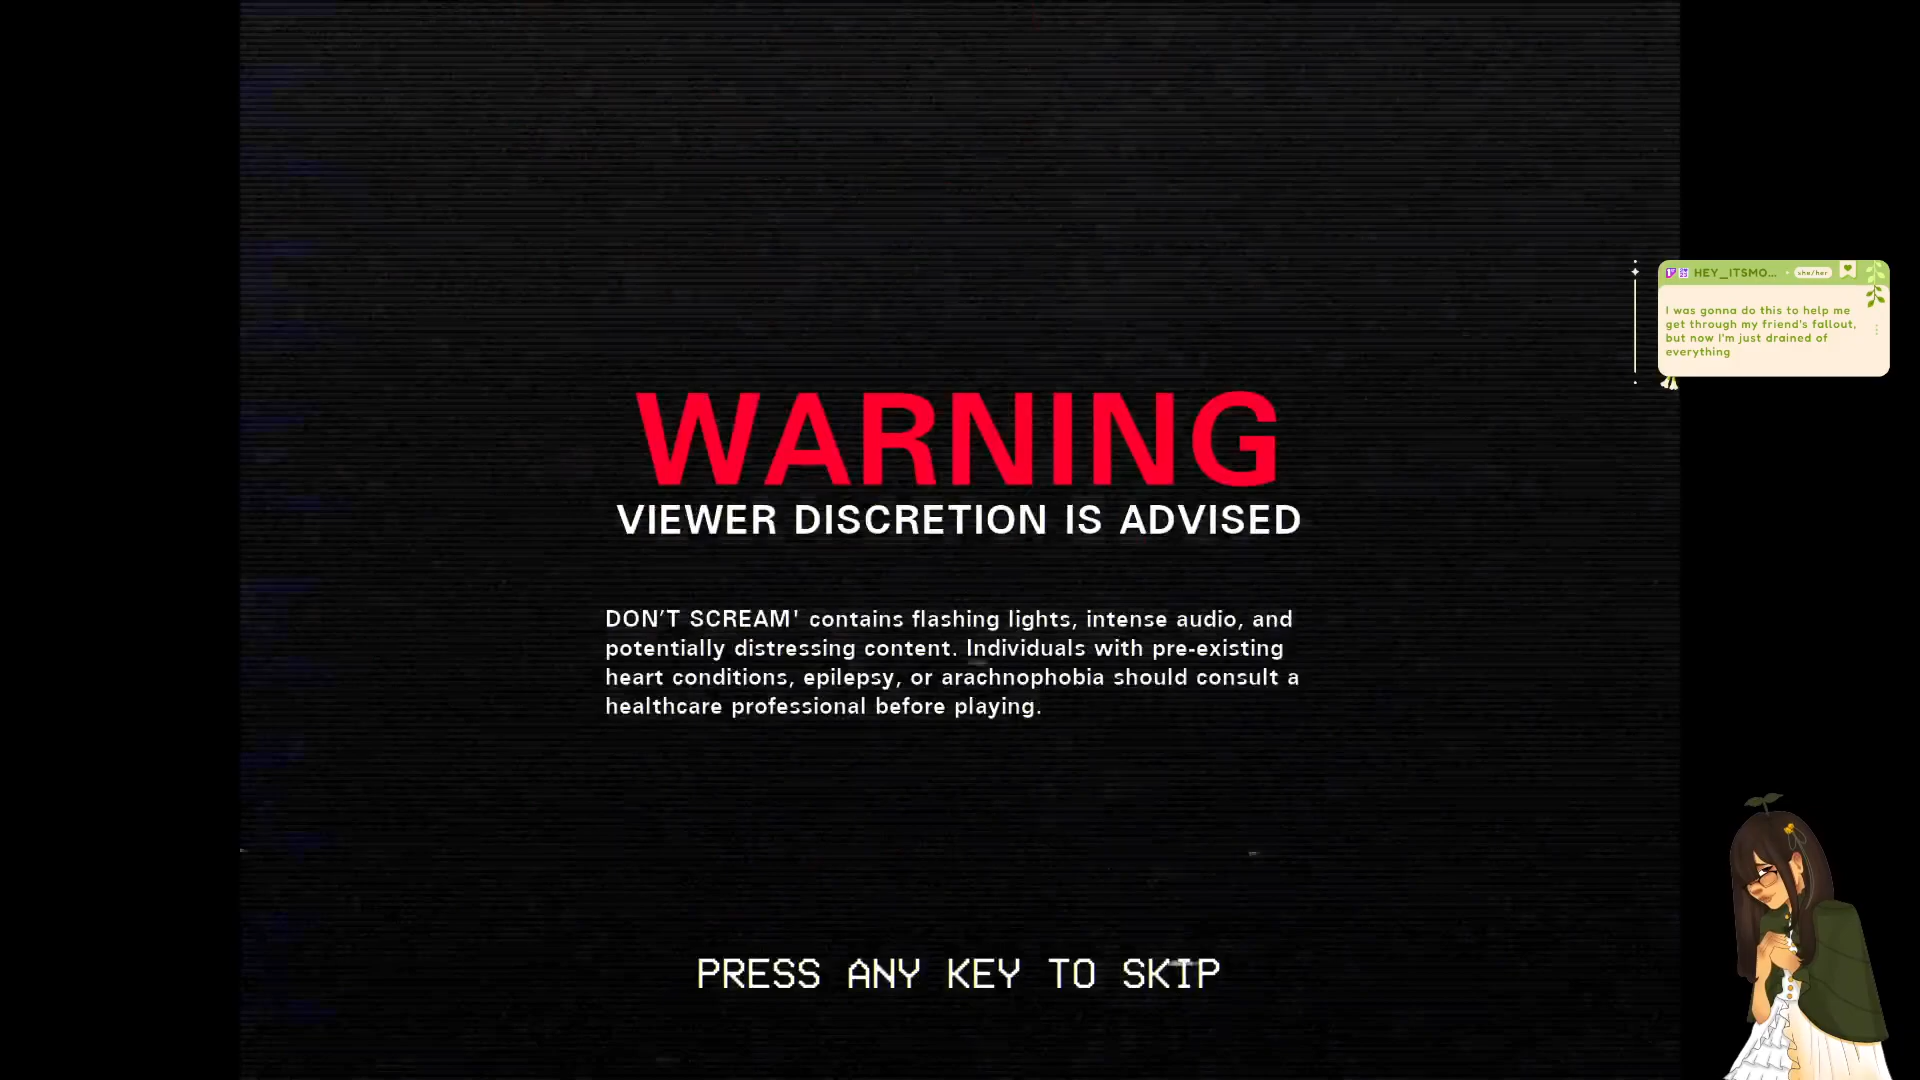 WARNING
VIEWER DISCRETION IS ADVISED
DON’T SCREAM' contains flashing lights, intense audio, and
potentially distressing content. Individuals with pre-existing
heart conditions, epilepsy, or arachnophobia should consult a
healthcare professional before playing.
PRESS ANY KEY TO SKIP
HEY_ITSMO... she/her
I was gonna do this to help me
get through my friend's fallout,
but now I'm just drained of
everything